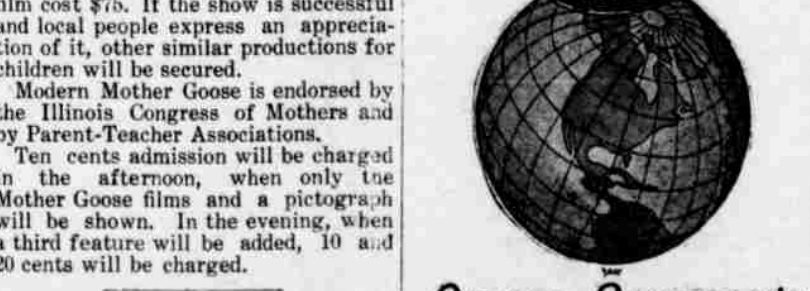 film cost $75. If the show is successful
and local people express an apprecia-
tion of it, other similar productions for
children will be secured.
Modern Mother Goose is endorsed by
the Illinois Congress of Mothers and
by Parent-Teacher Associations.
Ten cents admission will be charged
in the afternoon, when only the
Mother Goose films and a pictograph
will be shown. In the evening, when
a third feature will be added, 10 and
20 cents will be charged.